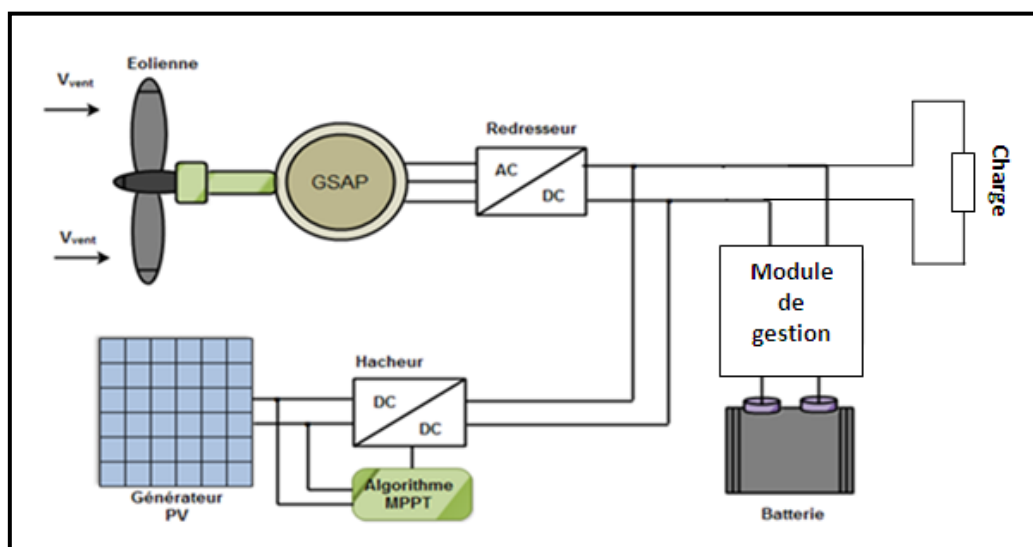 Eolienne
Vvent
Redresseur
GSAP
AC
DC
Charge
Vvent
Module
de
gestion
Hacheur
DC
DC
Algorithme
MPPT
Générateur
PV
Batterie